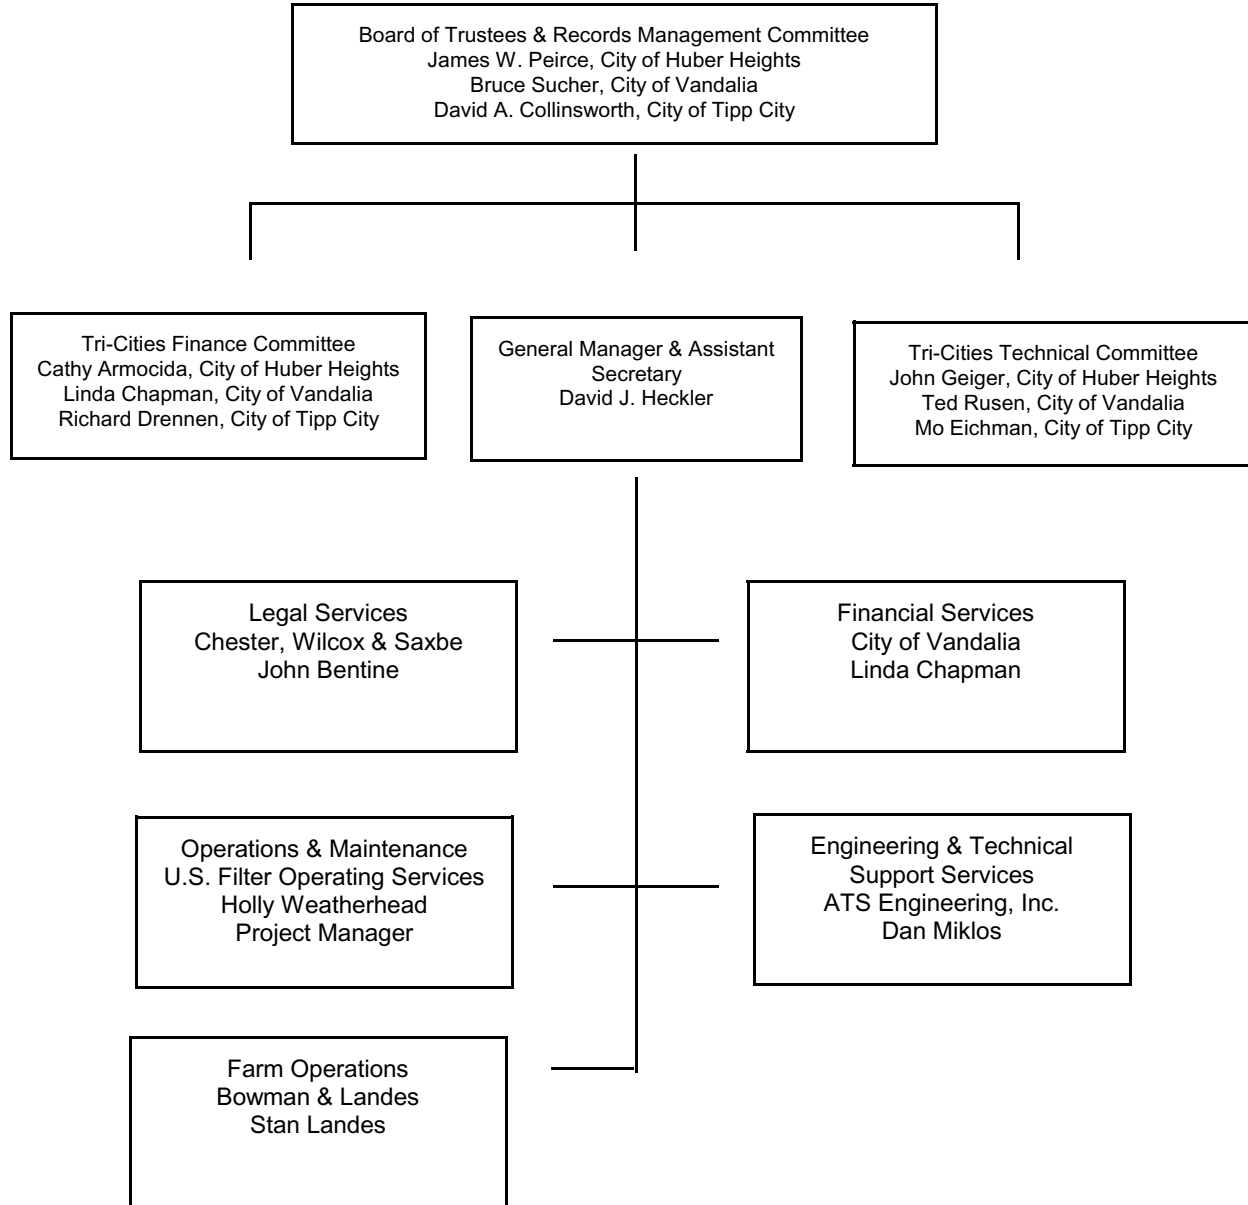 Board of Trustees & Records Management Committee
James W. Peirce, City of Huber Heights
Bruce Sucher, City of Vandalia
David A. Collinsworth, City of Tipp City
Tri-Cities Finance Committee
Cathy Armocida, City of Huber Heights
Linda Chapman, City of Vandalia
Richard Drennen, City of Tipp City
General Manager & Assistant
Secretary
David J. Heckler
Tri-Cities Technical Committee
John Geiger, City of Huber Heights
Ted Rusen, City of Vandalia
Mo Eichman, City of Tipp City
Legal Services
Chester, Wilcox & Saxbe
John Bentine
Financial Services
City of Vandalia
Linda Chapman
Operations & Maintenance
U.S. Filter Operating Services
Holly Weatherhead
Project Manager
Engineering & Technical
Support Services
ATS Engineering, Inc.
Dan Miklos
Farm Operations
Bowman & Landes
Stan Landes